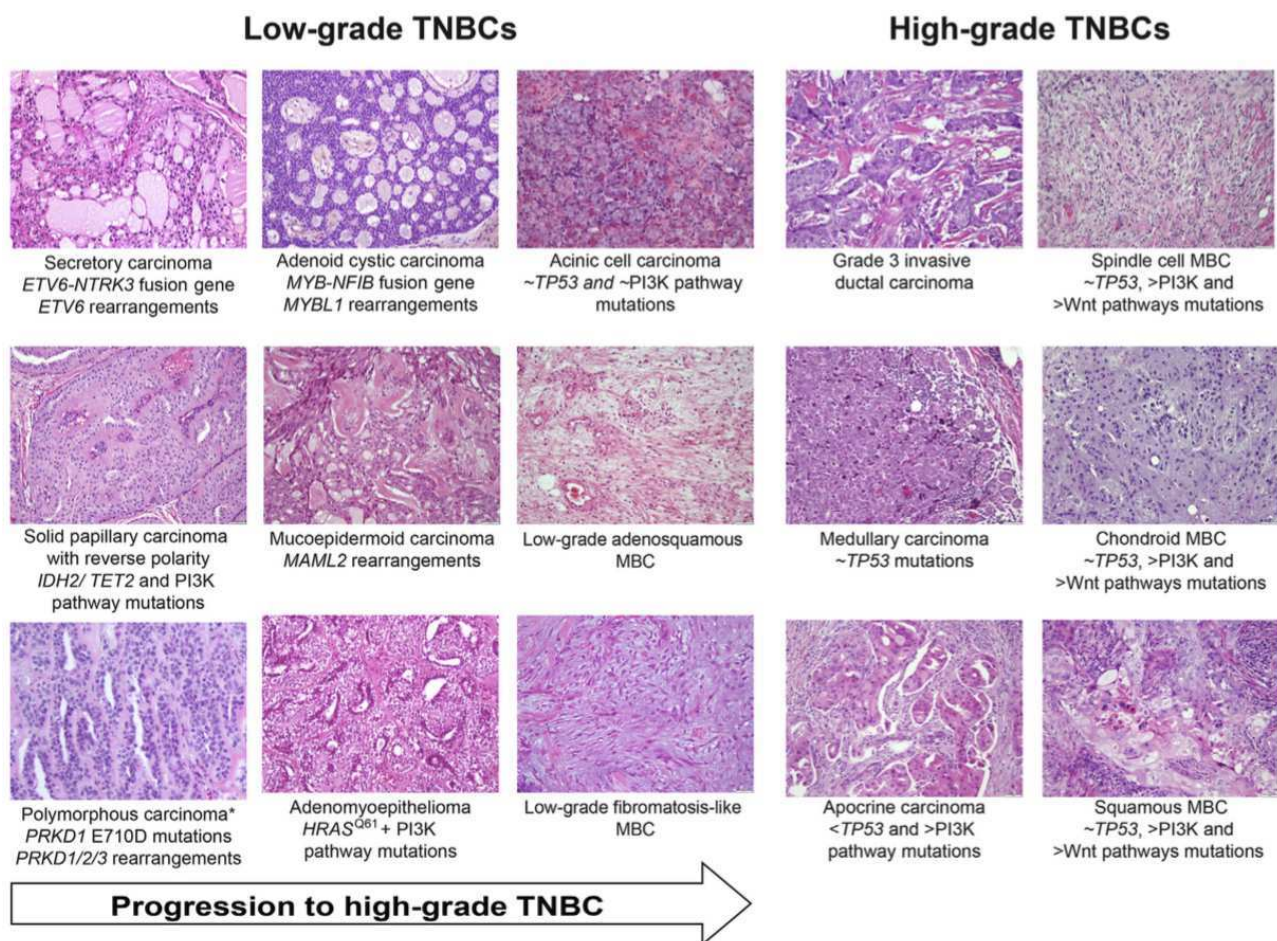 Low-grade TNBCs
High-grade TNBCs
Secretory carcinoma
ETV6-NTRK3 fusion gene
ETV6 rearrangements
Adenoid cystic carcinoma
MYB-NFIB fusion gene
MYBL1 rearrangements
Acinic cell carcinoma
~TP53 and ~PI3K pathway
mutations
Grade 3 invasive
ductal carcinoma
Spindle cell MBC
~TP53, >PI3K and
>Wnt pathways mutations
Solid papillary carcinoma
with reverse polarity
IDH2/ TET2 and PI3K
pathway mutations
Mucoepidermoid carcinoma
MAML2 rearrangements
Low-grade adenosquamous
MBC
Medullary carcinoma
~TP53 mutations
Chondroid MBC
~TP53, >PI3K and
>Wnt pathways mutations
Polymorphous carcinoma*
PRKD1 E710D mutations
PRKD1/2/3 rearrangements
Adenomyoepithelioma
HRASQ61 + PI3K
pathway mutations
Low-grade fibromatosis-like
MBC
Apocrine carcinoma
<TP53 and >PI3K
pathway mutations
Squamous MBC
~TP53, >PI3K and
>Wnt pathways mutations
Progression to high-grade TNBC